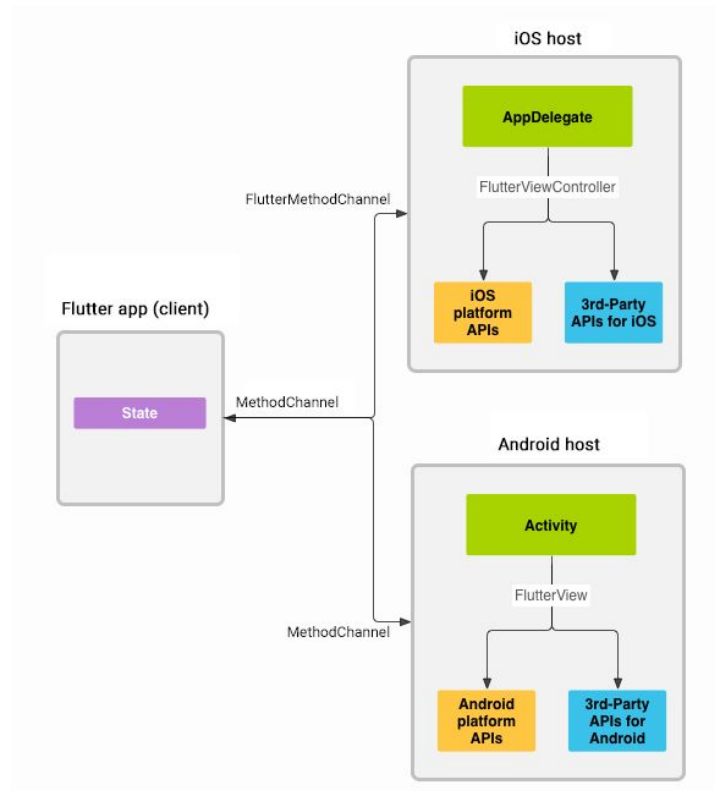 iOS host
AppDelegate
FlutterViewController
FlutterMethodChannel
iOS
platform
APIs
3rd-Party
APIs for iOS
Flutter app (client)
State
MethodChannel
Android host
Activity
FlutterView
MethodChannel
Android
platform
APIs
3rd-Party
APIs for
Android